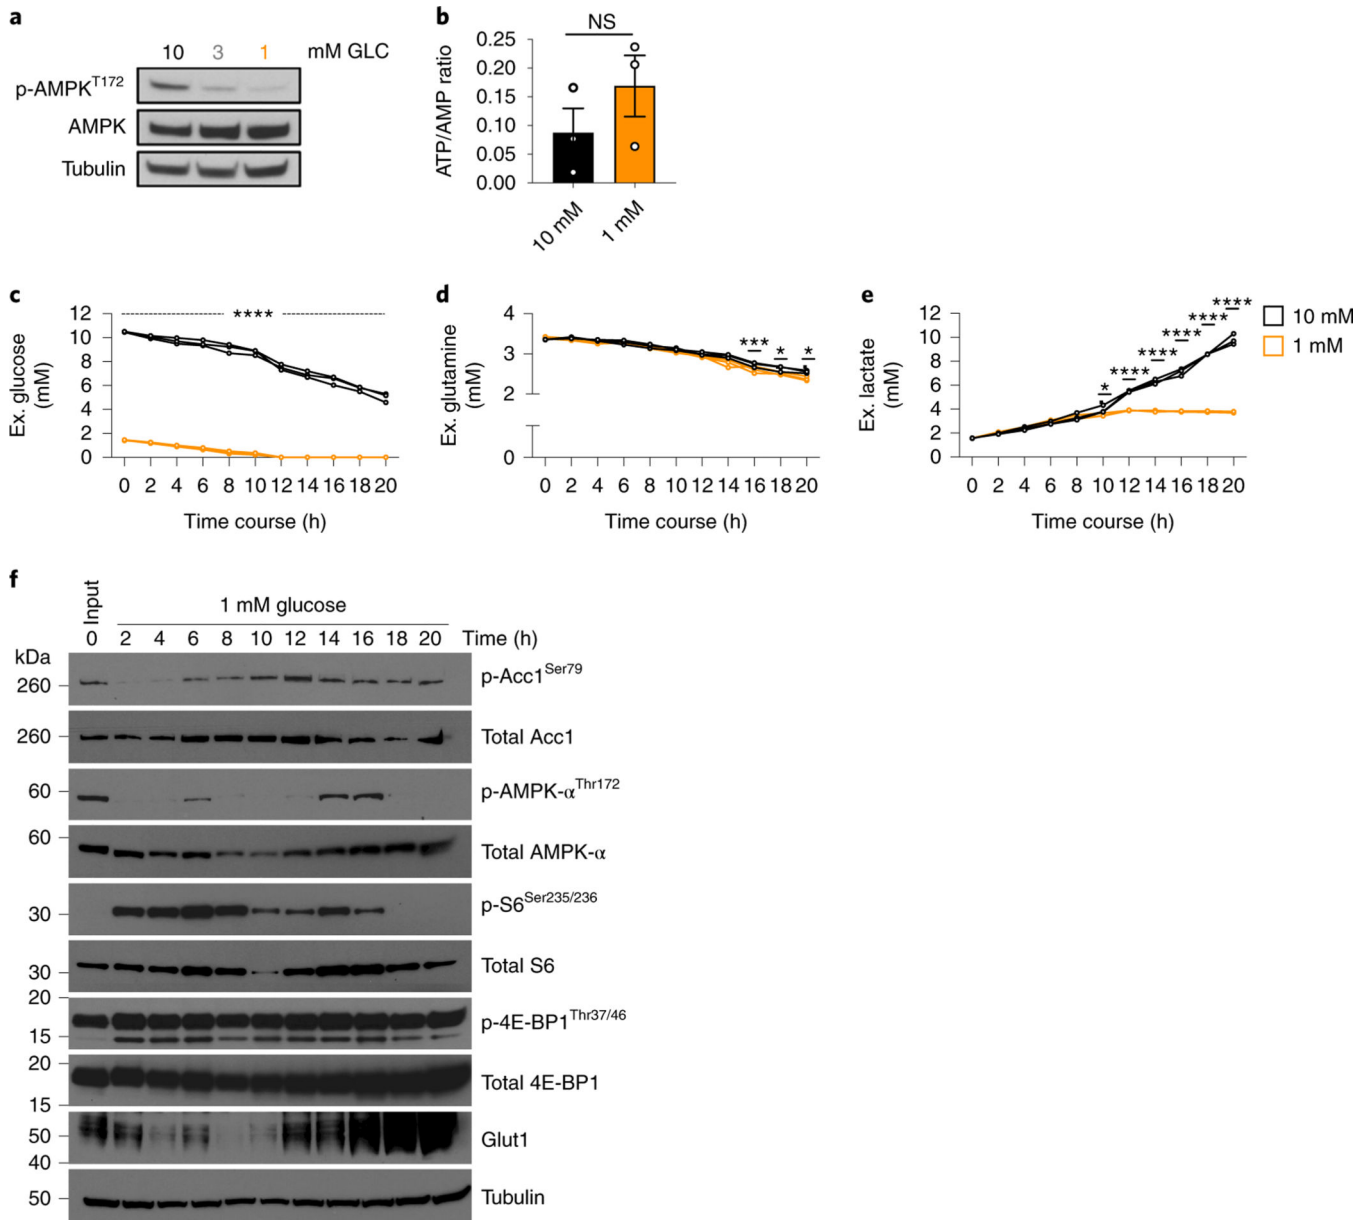 a
10 3 1 mM GLC
p-AMPK^T172
AMPK
Tubulin
b
NS
ATP/AMP ratio
0.25
0.20
0.15
0.10
0.05
0.00
10 mM
1 mM
c
Ex. glucose
(mM)
****
12
10
8
6
4
2
0
0 2 4 6 8 10 12 14 16 18 20
Time course (h)
d
Ex. glutamine
(mM)
4
3
2
0
*** * *
0 2 4 6 8 10 12 14 16 18 20
Time course (h)
e
Ex. lactate
(mM)
12
10
8
6
4
2
0
* **** **** **** **** ****
0 2 4 6 8 10 12 14 16 18 20
Time course (h)
10 mM
1 mM
f
Input
1 mM glucose
0 2 4 6 8 10 12 14 16 18 20 Time (h)
kDa
260 p-Acc1^Ser79
260 Total Acc1
60 p-AMPK-α^Thr172
60 Total AMPK-α
30 p-S6^Ser235/236
30 Total S6
20
15 p-4E-BP1^Thr37/46
20
15 Total 4E-BP1
50 Glut1
40
50 Tubulin